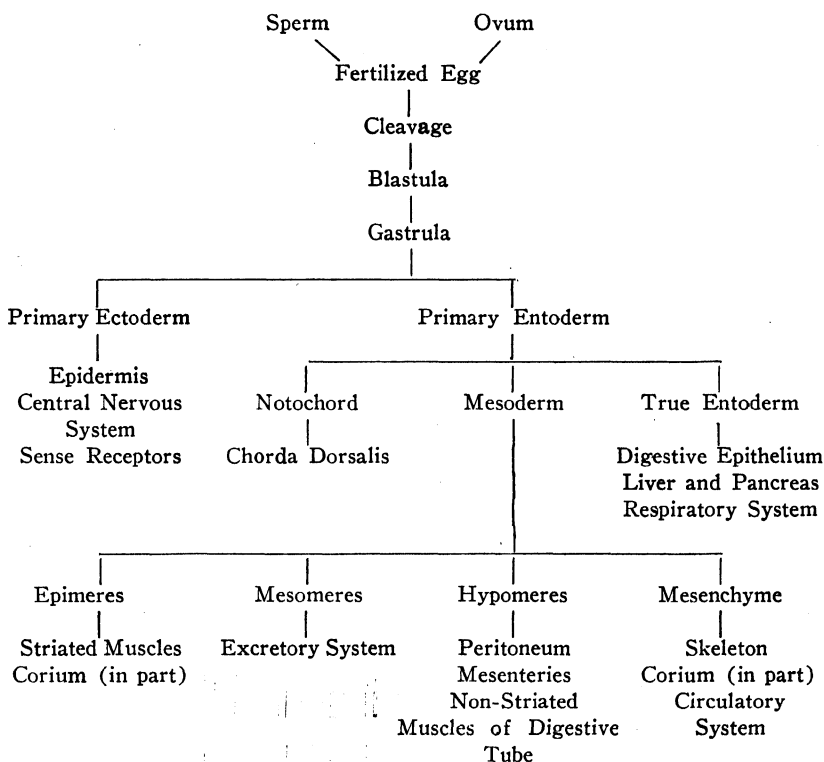 Sperm Ovum
Fertilized Egg
Cleavage
Blastula
Gastrula
Primary Ectoderm Primary Entoderm
Epidermis
Central Nervous
System
Sense Receptors
Notochord Mesoderm True Entoderm
Chorda Dorsalis
Digestive Epithelium
Liver and Pancreas
Respiratory System
Epimeres Mesomeres Hypomeres Mesenchyme
Striated Muscles
Corium (in part)
Excretory System
Peritoneum
Mesenteries
Non-Striated
Muscles of Digestive
Tube
Skeleton
Corium (in part)
Circulatory
System